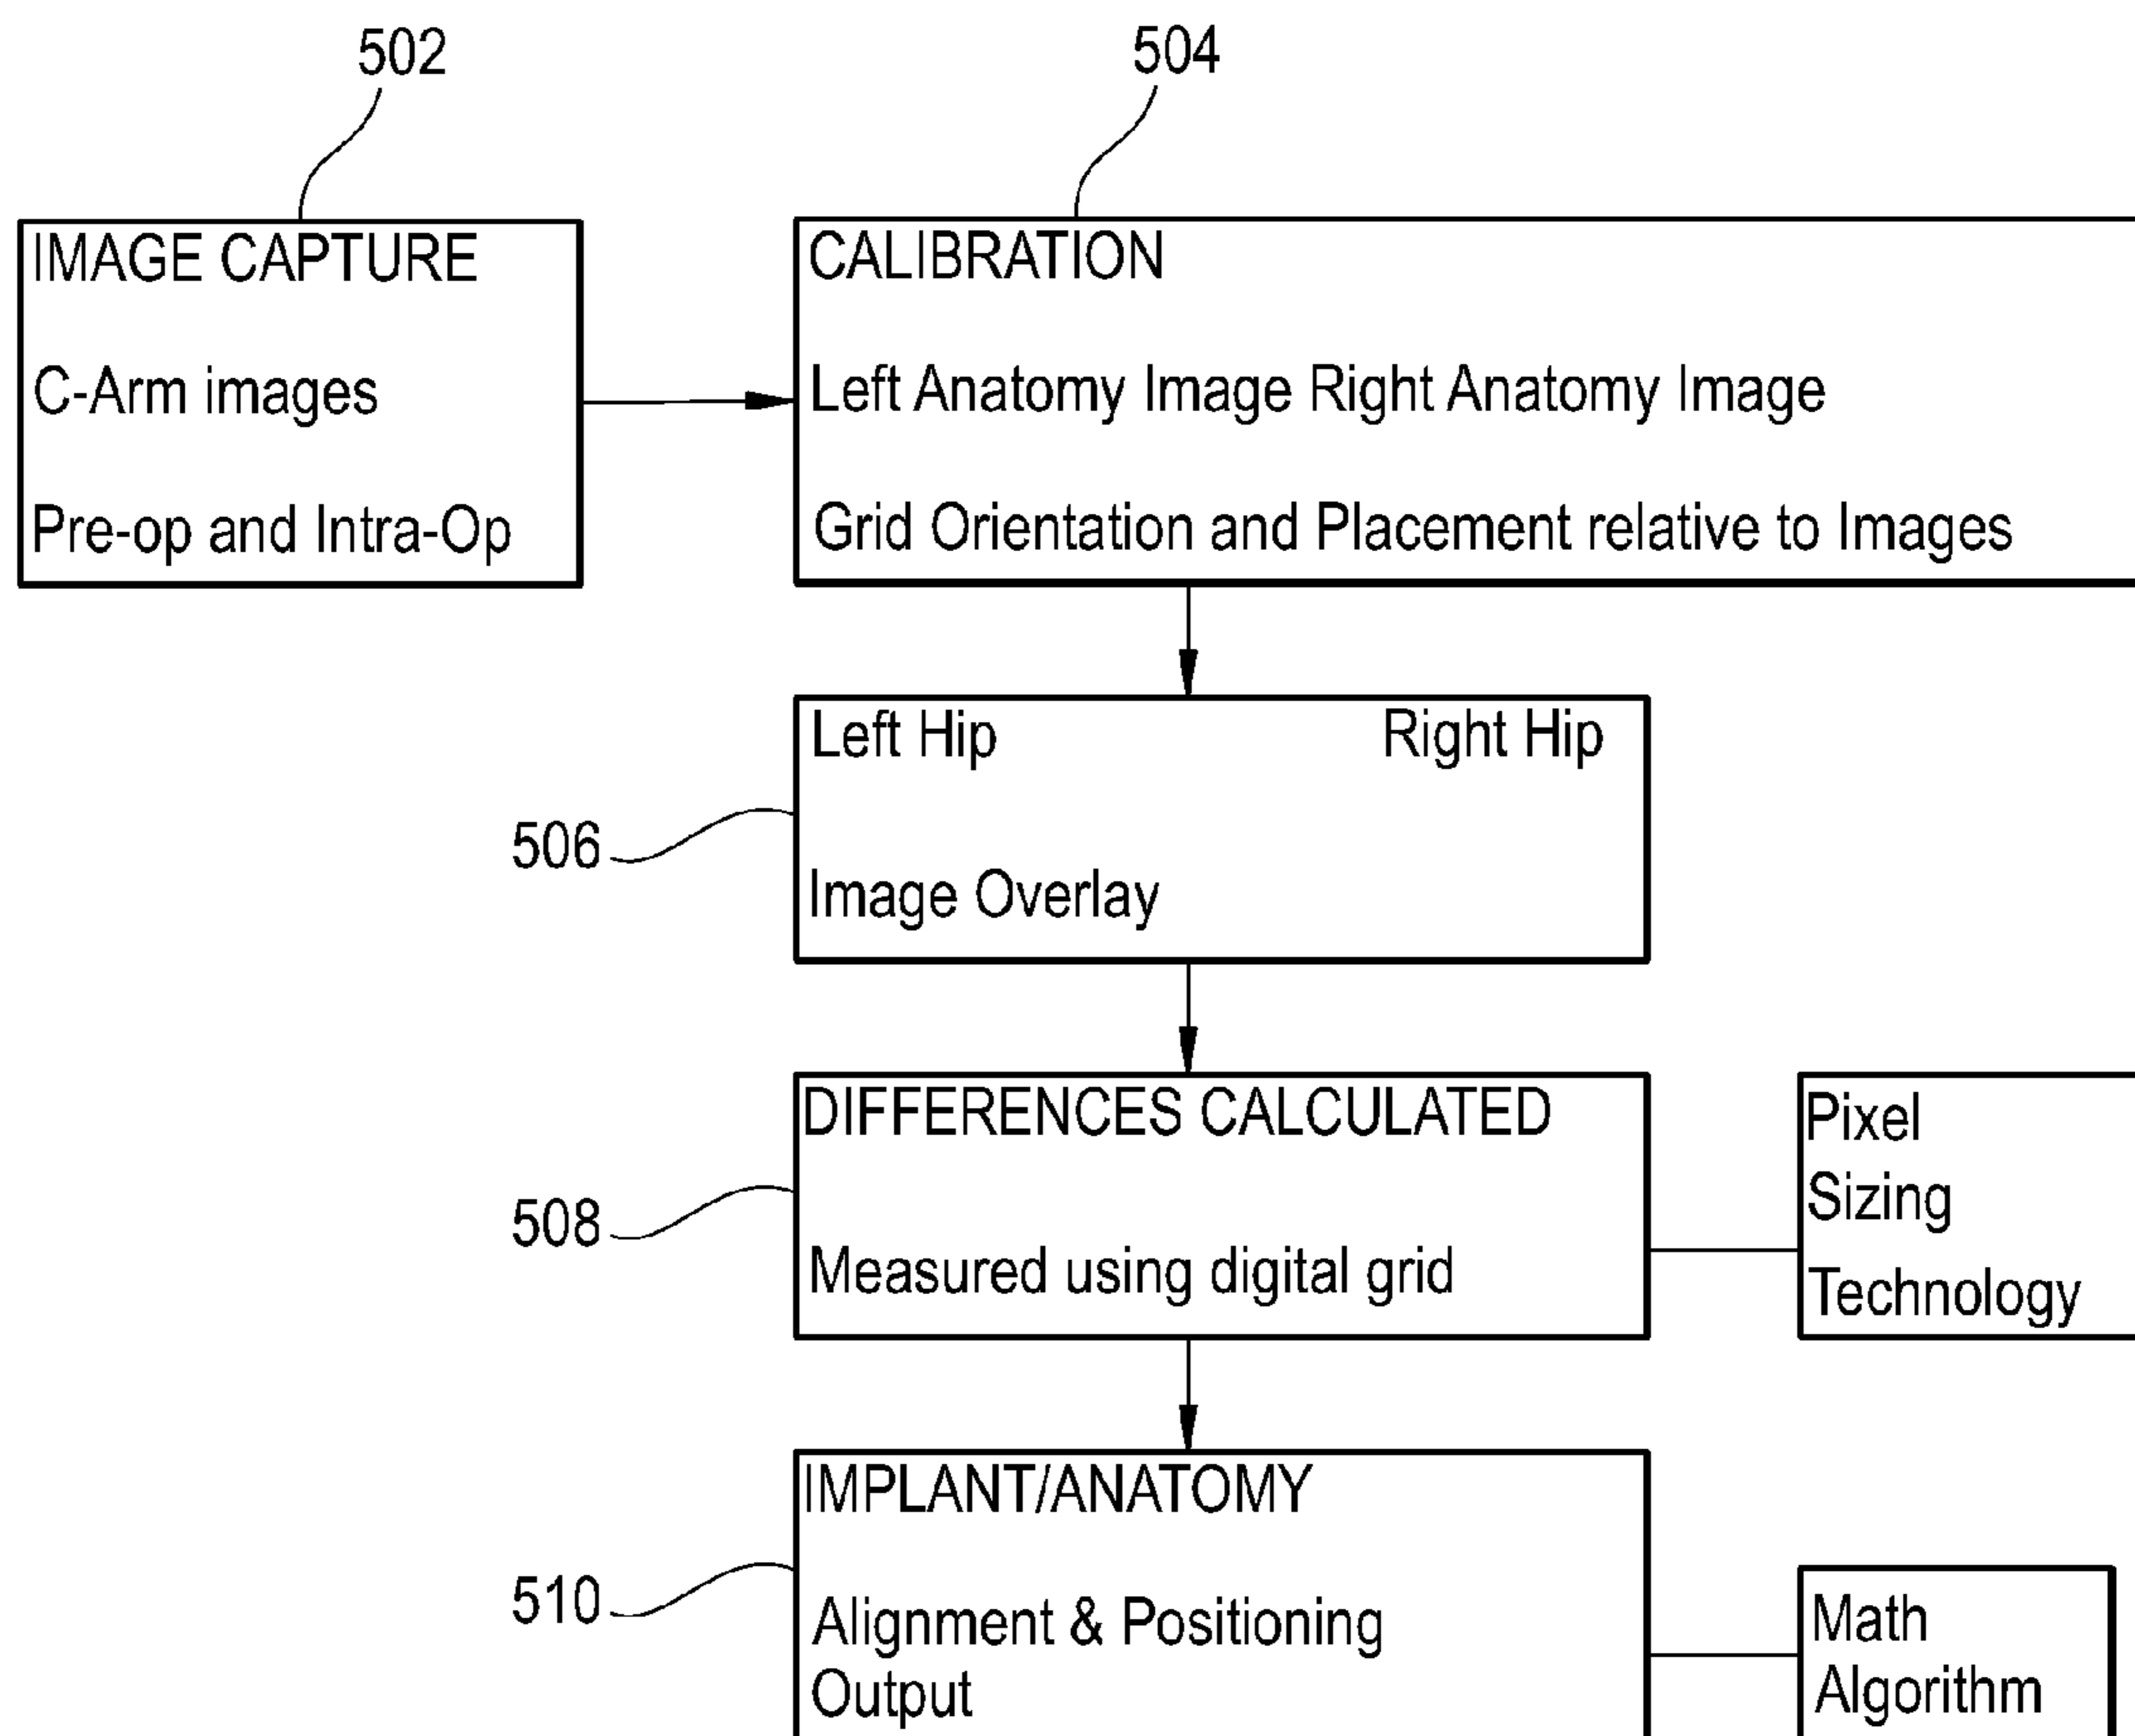 502
504
IMAGE CAPTURE
C-Arm images
Pre-op and Intra-Op
CALIBRATION
Left Anatomy Image Right Anatomy Image
Grid Orientation and Placement relative to Images
Left Hip Right Hip
506
Image Overlay
DIFFERENCES CALCULATED
508
Measured using digital grid
Pixel
Sizing
Technology
IMPLANT/ANATOMY
510
Alignment & Positioning
Output
Math
Algorithm